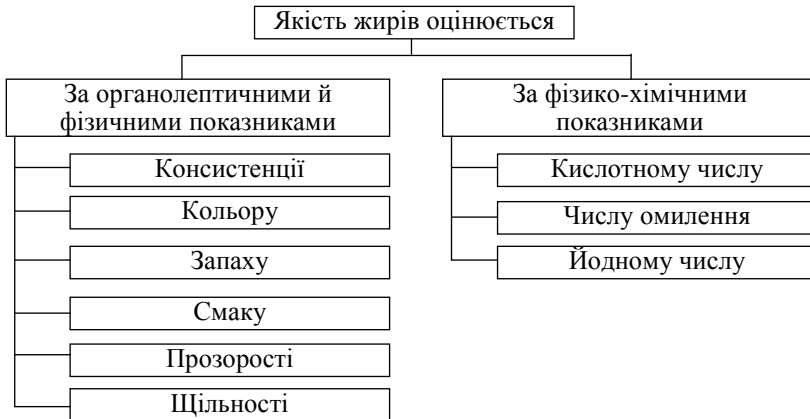 Якість жирів оцінюється
За органолептичними й
фізичними показниками
Консистенції
Кольору
Запаху
Смаку
Прозорості
Щільності
За фізико-хімічними
показниками
Кислотному числу
Числу омилення
Йодному числу